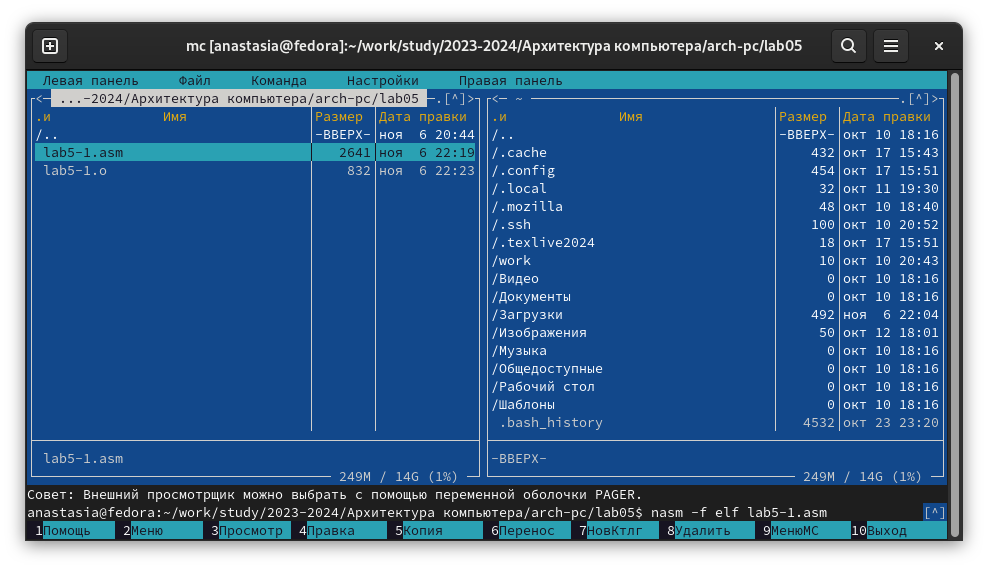 mc [anastasia@fedora]:~/work/study/2023-2024/Архитектура компьютера/arch-pc/lab05
Левая панель Файл Команда Настройки Правая панель
<— ...-2024/Архитектура компьютера/arch-pc/lab05 —.[^]>
.и Имя Размер Дата правки
/.. -ВВЕРХ- ноя 6 20:44
lab5-1.asm 2641 ноя 6 22:19
lab5-1.o 832 ноя 6 22:23
lab5-1.asm
249M / 14G (1%)
<— ~ .[^]>
.и Имя Размер Дата правки
/.. -ВВЕРХ- окт 10 18:16
/.cache 432 окт 17 15:43
/.config 454 окт 17 15:51
/.local 32 окт 11 19:30
/.mozilla 48 окт 10 18:40
/.ssh 100 окт 10 20:52
/.texlive2024 18 окт 17 15:51
/work 10 окт 10 20:43
/Видео 0 окт 10 18:16
/Документы 0 окт 10 18:16
/Загрузки 492 ноя 6 22:04
/Изображения 50 окт 12 18:01
/Музыка 0 окт 10 18:16
/Общедоступные 0 окт 10 18:16
/Рабочий стол 0 окт 10 18:16
/Шаблоны 0 окт 10 18:16
.bash_history 4532 окт 23 23:20
-ВВЕРХ-
249M / 14G (1%)
Совет: Внешний просмотрщик можно выбрать с помощью переменной оболочки PAGER.
anastasia@fedora:~/work/study/2023-2024/Архитектура компьютера/arch-pc/lab05$ nasm -f elf lab5-1.asm [^]
1Помощь 2Меню 3Просмотр 4Правка 5Копия 6Перенос 7НовКтлг 8Удалить 9МенюMC 10Выход